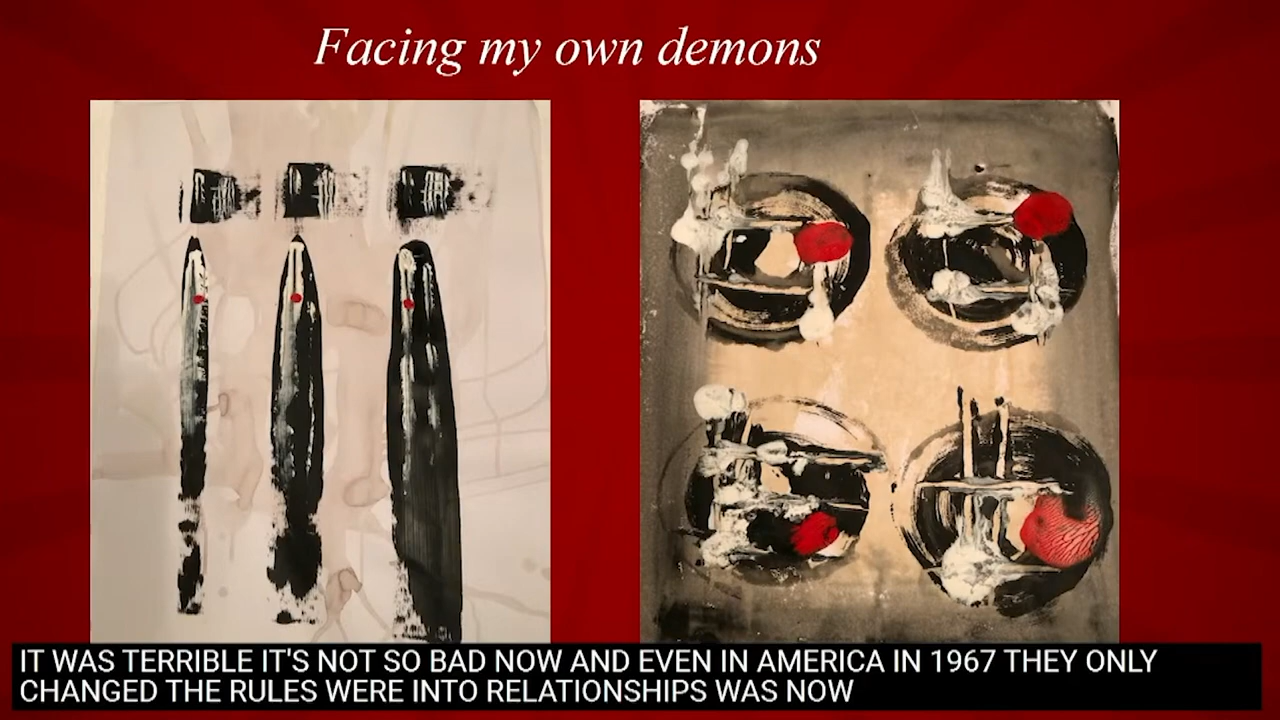 Facing my own demons
IT WAS TERRIBLE IT'S NOT SO BAD NOW AND EVEN IN AMERICA IN 1967 THEY ONLY
CHANGED THE RULES WERE INTO RELATIONSHIPS WAS NOW